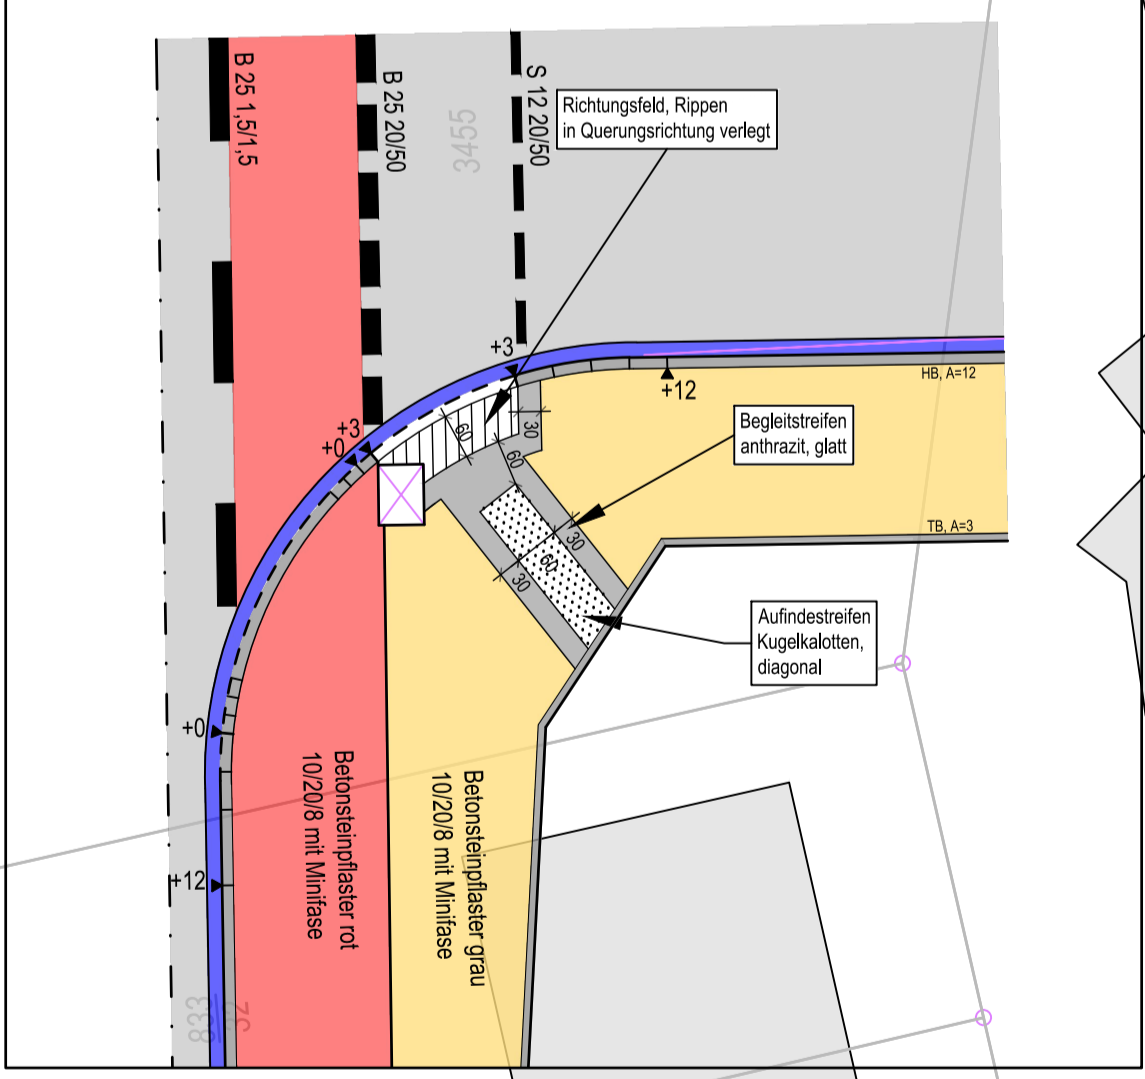 B 25 1,5/1,5
B 25 20/50
3455
S 12 20/50
Richtungsfeld, Rippen
in Querungsrichtung verlegt
+3
+12
HB, A=12
+3
+0
60
30
60
Begleitstreifen
anthrazit, glatt
30
60
30
TB, A=3
Aufindestreifen
Kugelkalotten,
diagonal
+0
Betonsteinpflaster rot
10/20/8 mit Minifase
Betonsteinpflaster grau
10/20/8 mit Minifase
+12
833